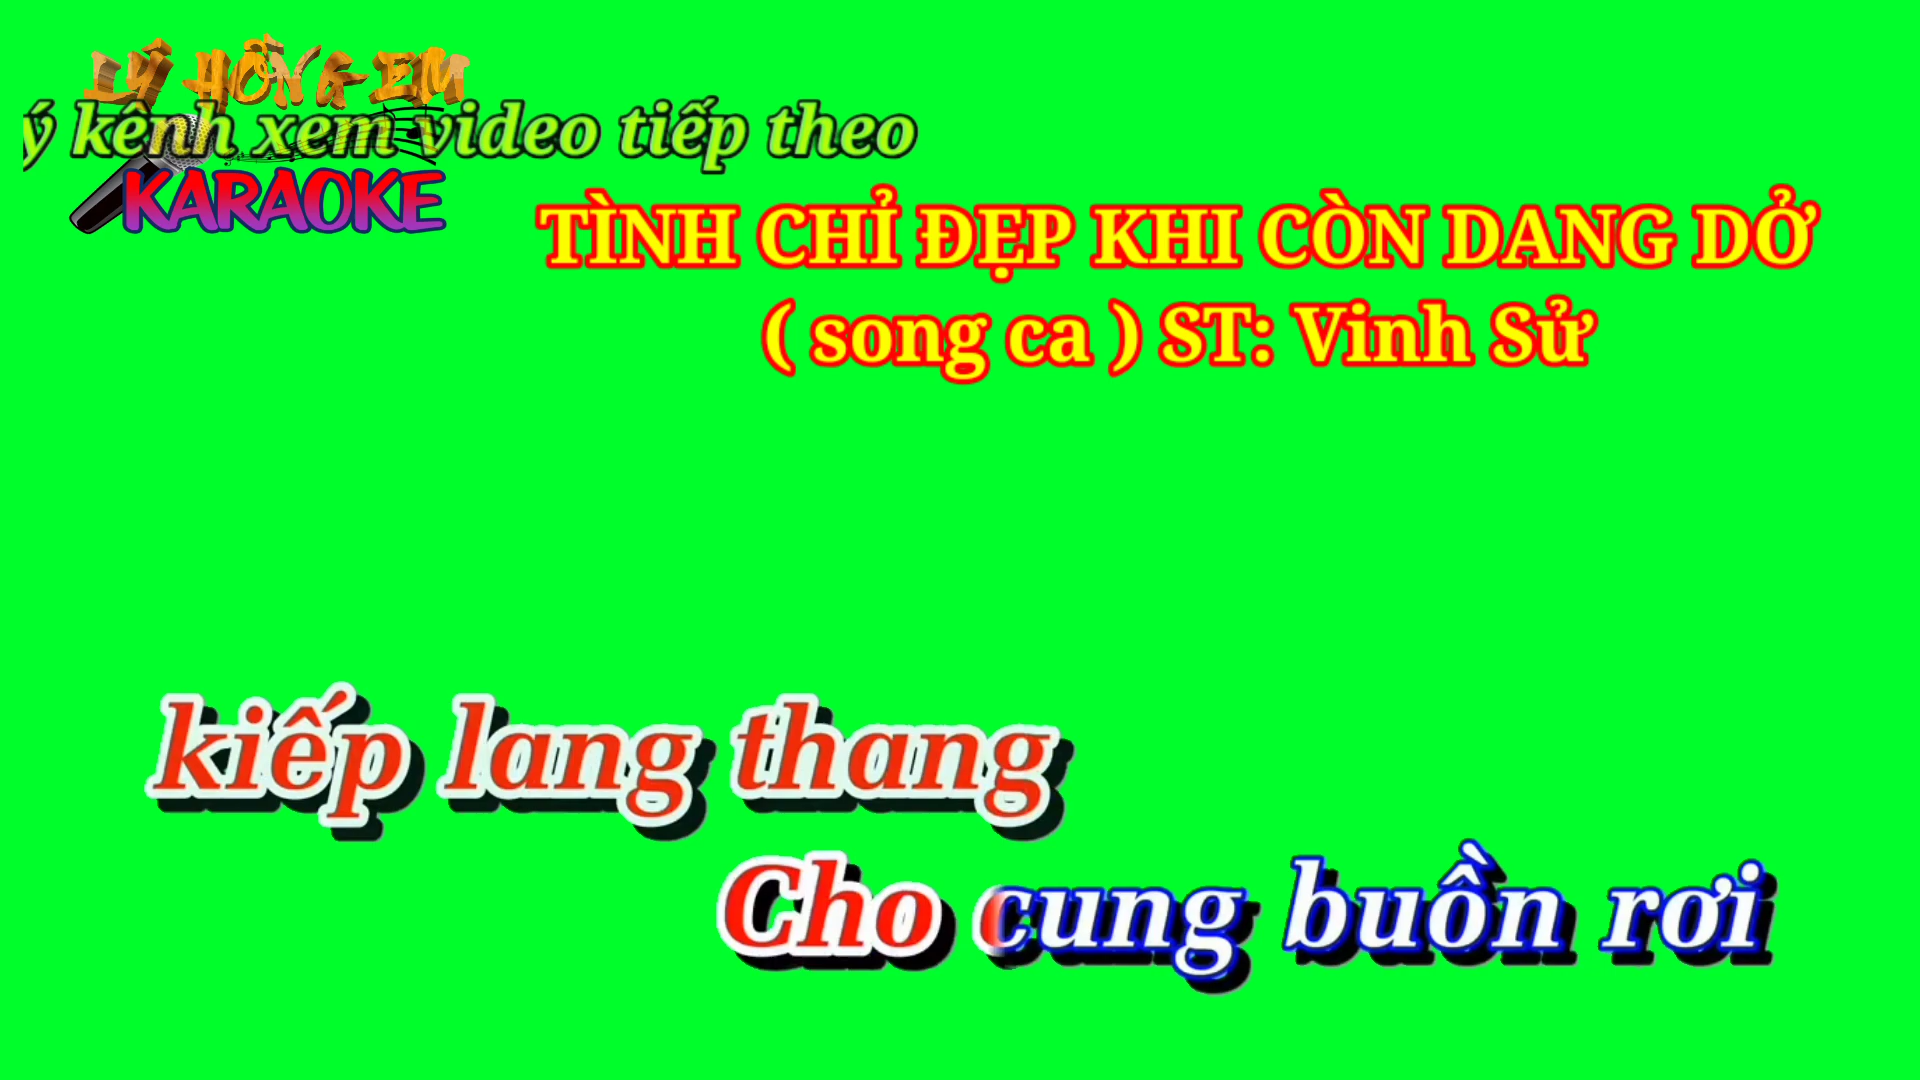 LÝ HỒNG EM
ý kênh xem video tiếp theo
KARAOKE
TÌNH CHỈ ĐẸP KHI CÒN DANG DỞ
( song ca ) ST: Vinh Sử
kiếp lang thang
Cho cung buồn rơi